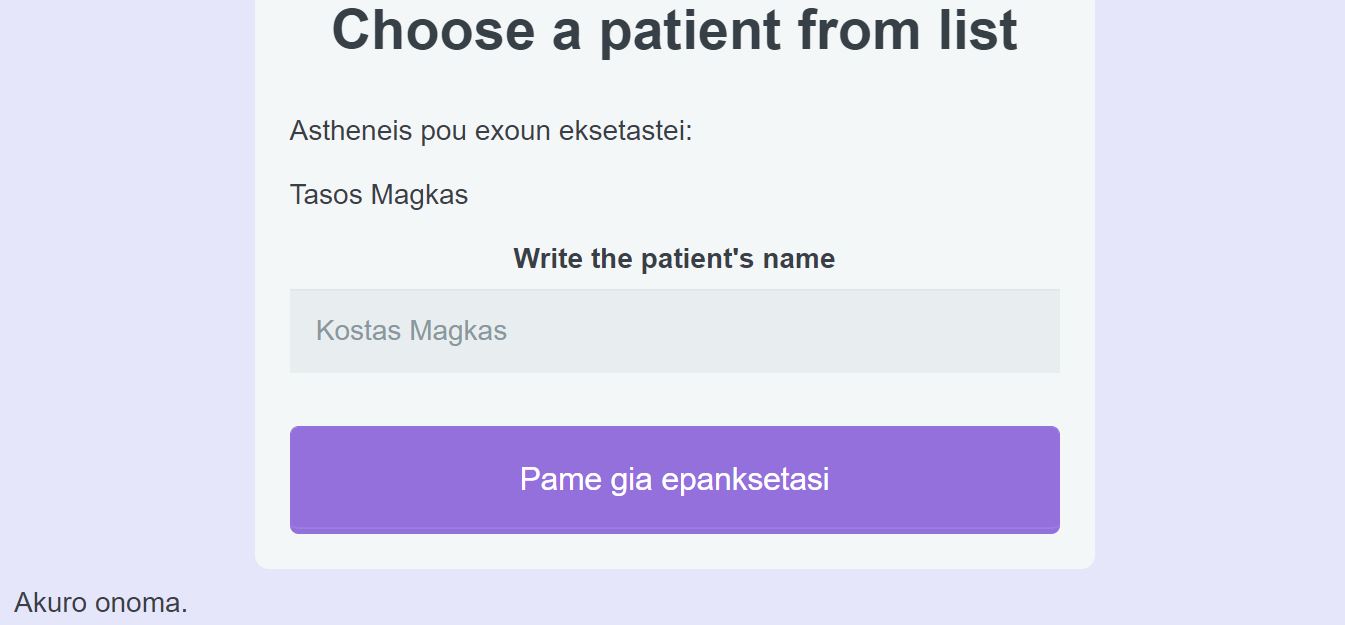 Choose a patient from list
Astheneis pou exoun eksetastei:
Tasos Magkas
Write the patient's name
Kostas Magkas
Pame gia epanksetasi
Akuro onoma.